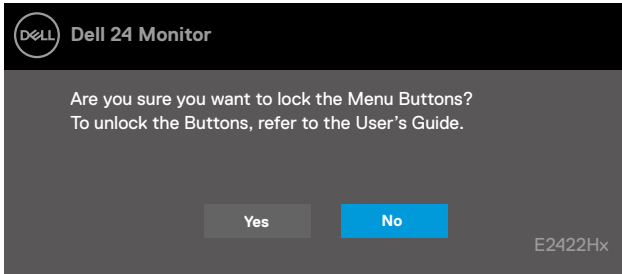 DELL Dell 24 Monitor
Are you sure you want to lock the Menu Buttons?
To unlock the Buttons, refer to the User’s Guide.
Yes No
E2422Hx